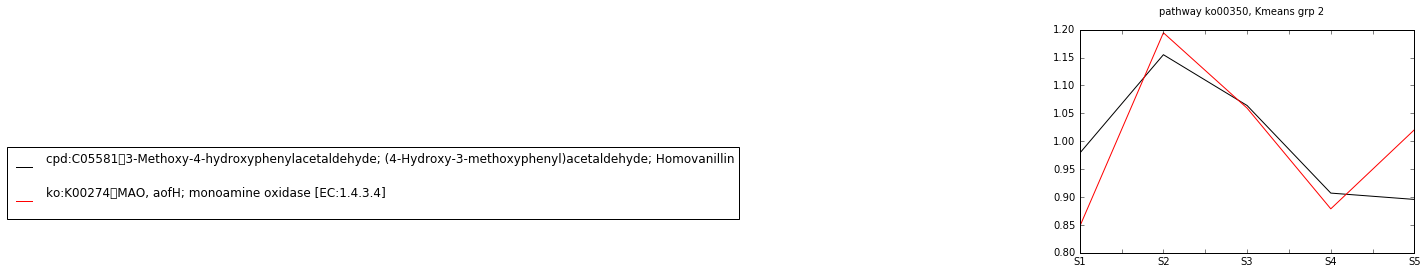 pathway ko00350, Kmeans grp 2
1.20
1.15
1.10
1.05
1.00
0.95
0.90
0.85
0.80
S1 S2 S3 S4 S5
cpd:C05581▯3-Methoxy-4-hydroxyphenylacetaldehyde; (4-Hydroxy-3-methoxyphenyl)acetaldehyde; Homovanillin
ko:K00274▯MAO, aofH; monoamine oxidase [EC:1.4.3.4]